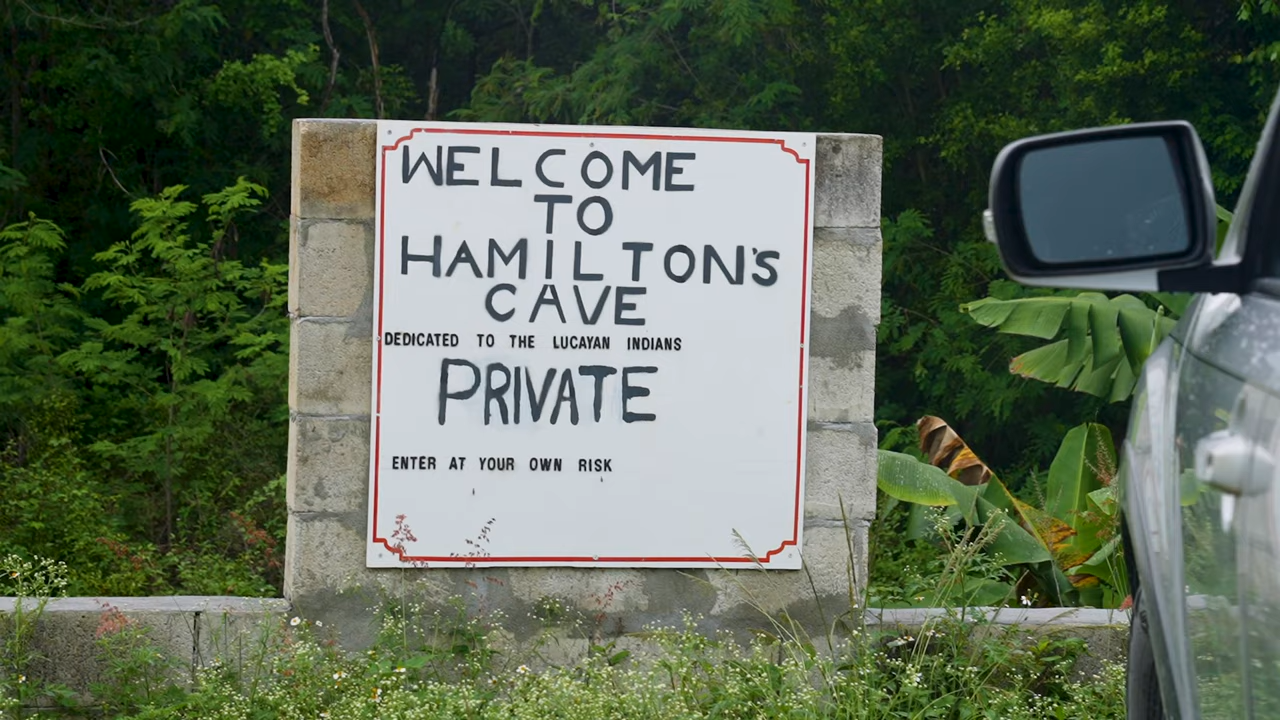 WELCOME
TO
HAMILTON'S
CAVE
DEDICATED TO THE LUCAYAN INDIANS
PRIVATE
ENTER AT YOUR OWN RISK